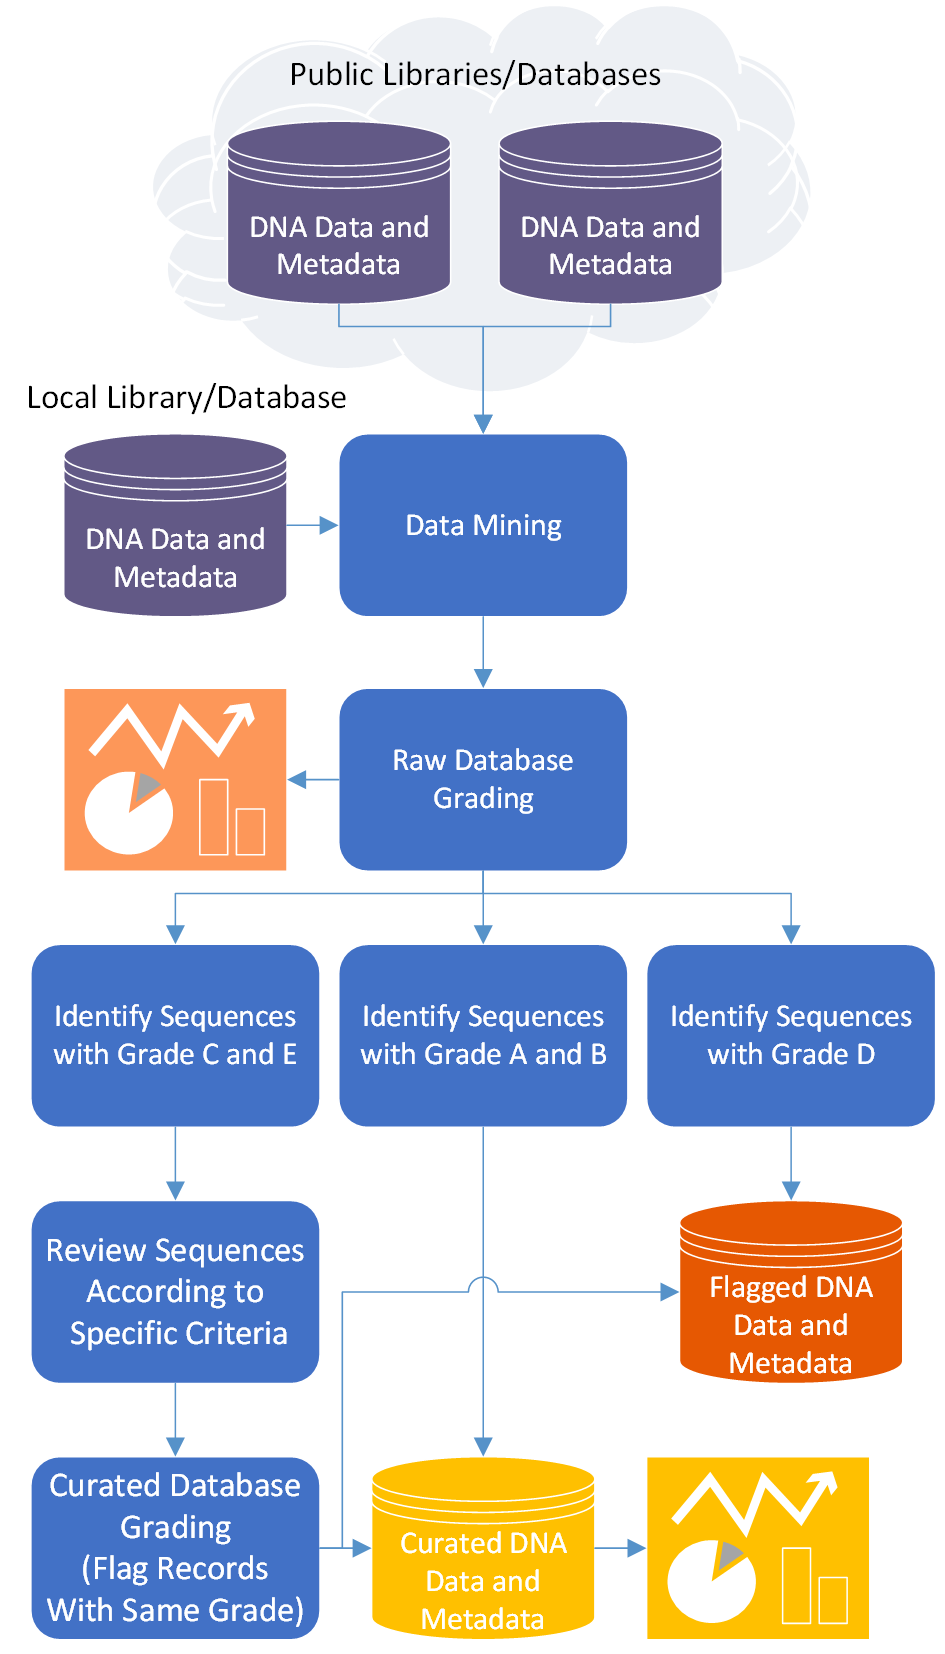 Public Libraries/Databases
DNA Data and
Metadata
DNA Data and
Metadata
Local Library/Database
DNA Data and
Metadata
Data Mining
Raw Database
Grading
Identify Sequences
with Grade C and E
Identify Sequences
with Grade A and B
Identify Sequences
with Grade D
Review Sequences
According to
Specific Criteria
Flagged DNA
Data and
Metadata
Curated Database
Grading
(Flag Records
With Same Grade)
Curated DNA
Data and
Metadata